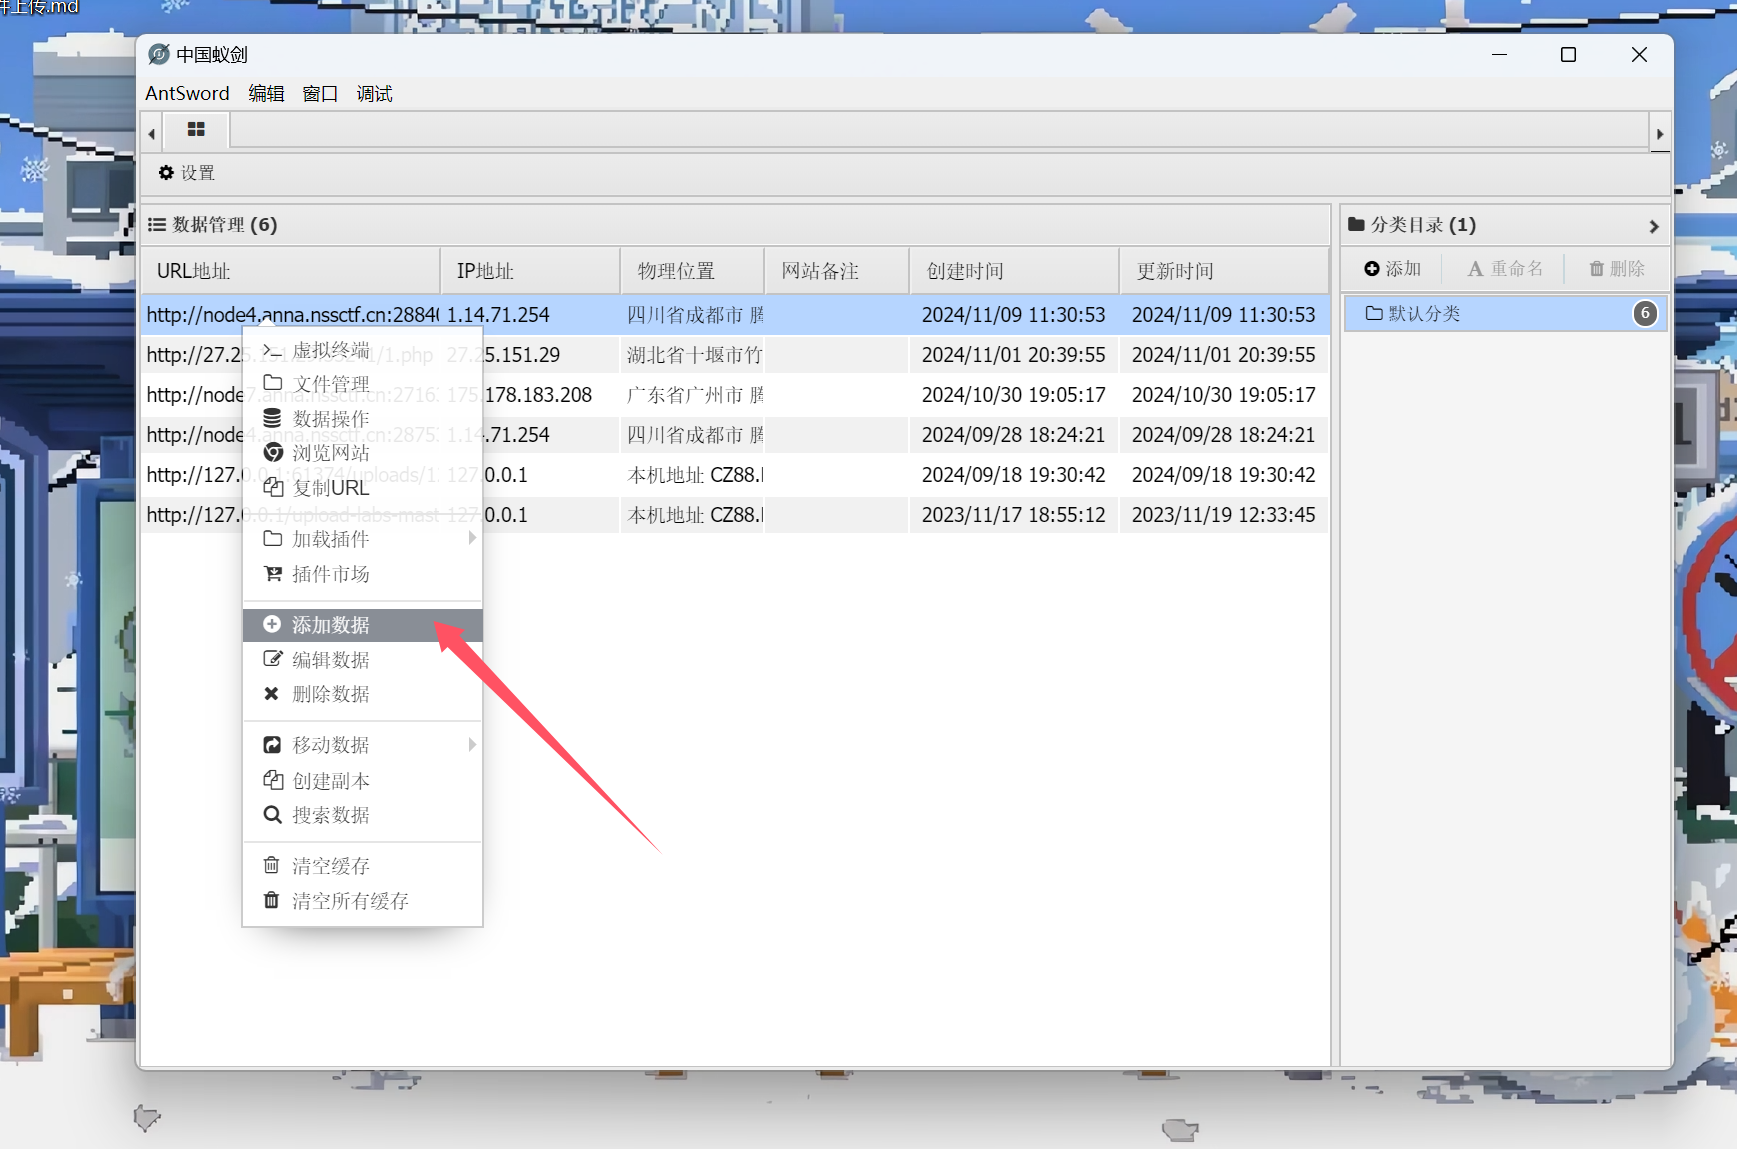 件上传.md
中国蚁剑
AntSword 编辑 窗口 调试
设置
数据管理 (6)
URL地址 IP地址 物理位置 网站备注 创建时间 更新时间
http://node4.anna.nssctf.cn:2884 1.14.71.254 四川省成都市 腾 2024/11/09 11:30:53 2024/11/09 11:30:53
http://27.25.151.29 /1.php 27.25.151.29 湖北省十堰市竹 2024/11/01 20:39:55 2024/11/01 20:39:55
http://node7.anna.nssctf.cn:2716 175.178.183.208 广东省广州市 腾 2024/10/30 19:05:17 2024/10/30 19:05:17
http://node4.anna.nssctf.cn:2875 1.14.71.254 四川省成都市 腾 2024/09/28 18:24:21 2024/09/28 18:24:21
http://127.0.0.1:61374/uploads/1 127.0.0.1 本机地址 CZ88. 2024/09/18 19:30:42 2024/09/18 19:30:42
http://127.0.0.1/upload-labs-mast 127.0.0.1 本机地址 CZ88. 2023/11/17 18:55:12 2023/11/19 12:33:45
虚拟终端
文件管理
数据操作
浏览网站
复制URL
加载插件
插件市场
添加数据
编辑数据
删除数据
移动数据
创建副本
搜索数据
清空缓存
清空所有缓存
分类目录 (1)
添加 重命名 删除
默认分类 6